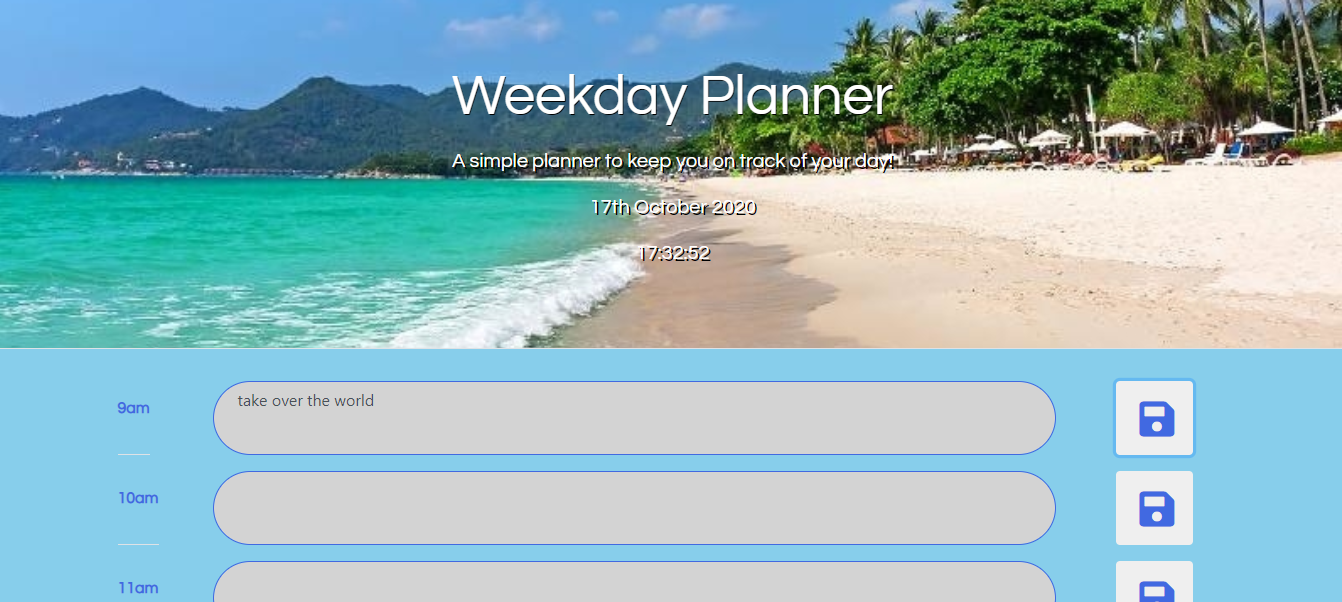 Weekday Planner
A simple planner to keep you on track of your day!
17th October 2020
17:32:52
9am
take over the world
10am
11am